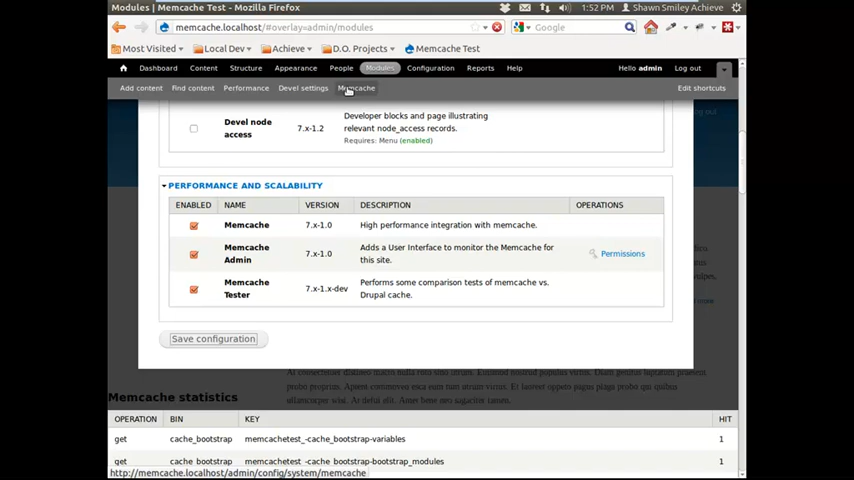 Modules | Memcache Test - Mozilla Firefox
1:52 PM Shawn Smiley Achieve
memcache.localhost/#overlay=admin/modules
Google
Most Visited Local Dev Achieve D.O. Projects Memcache Test
Dashboard Content Structure Appearance People Modules Configuration Reports Help Hello admin Log out
Add content Find content Performance Devel settings Memcache Edit shortcuts
Log out
Developer blocks and page illustrating
Devel node 7.x-1.2 relevant node_access records.
access
Requires: Menu (enabled)
PERFORMANCE AND SCALABILITY
ENABLED NAME VERSION DESCRIPTION OPERATIONS
Memcache 7.x-1.0 High performance integration with memcache.
Memcache 7.x-1.0 Adds a User Interface to monitor the Memcache for
Admin this site. Permissions
Memcache 7.x-1.x-dev Performs some comparison tests of memcache vs.
Tester Drupal cache.
Save configuration
Memcache statistics
OPERATION BIN KEY HIT
get cache_bootstrap memcachetest_-cache_bootstrap-variables 1
get cache_bootstrap memcachetest_-cache_bootstrap-bootstrap_modules 1
http://memcache.localhost/admin/config/system/memcache